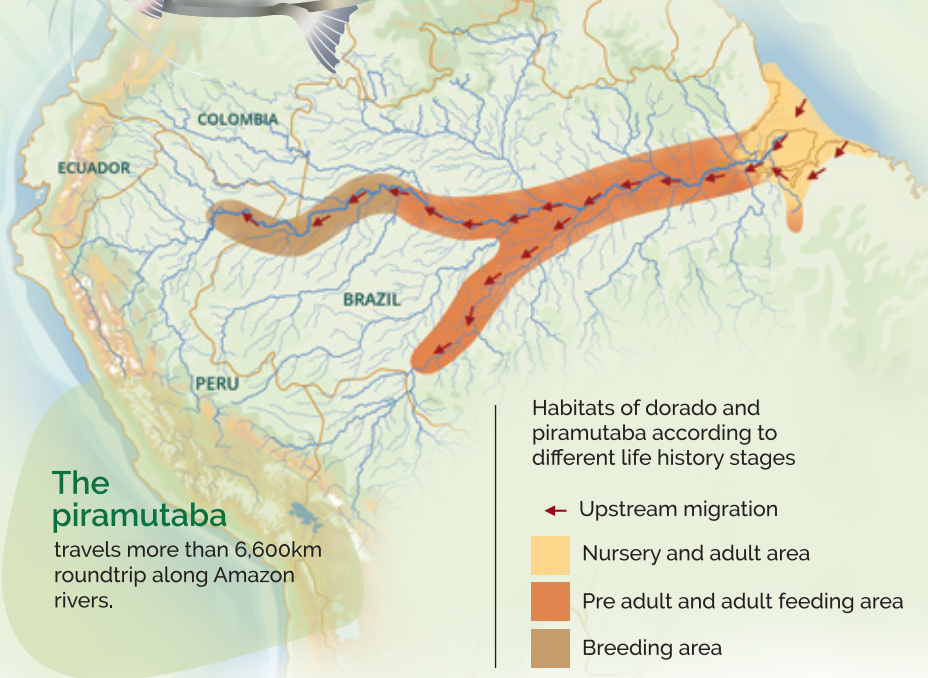 COLOMBIA
ECUADOR
BRAZIL
PERU
The
piramutaba
travels more than 6,600km
roundtrip along Amazon
rivers.
Habitats of dorado and
piramutaba according to
different life history stages
Upstream migration
Nursery and adult area
Pre adult and adult feeding area
Breeding area